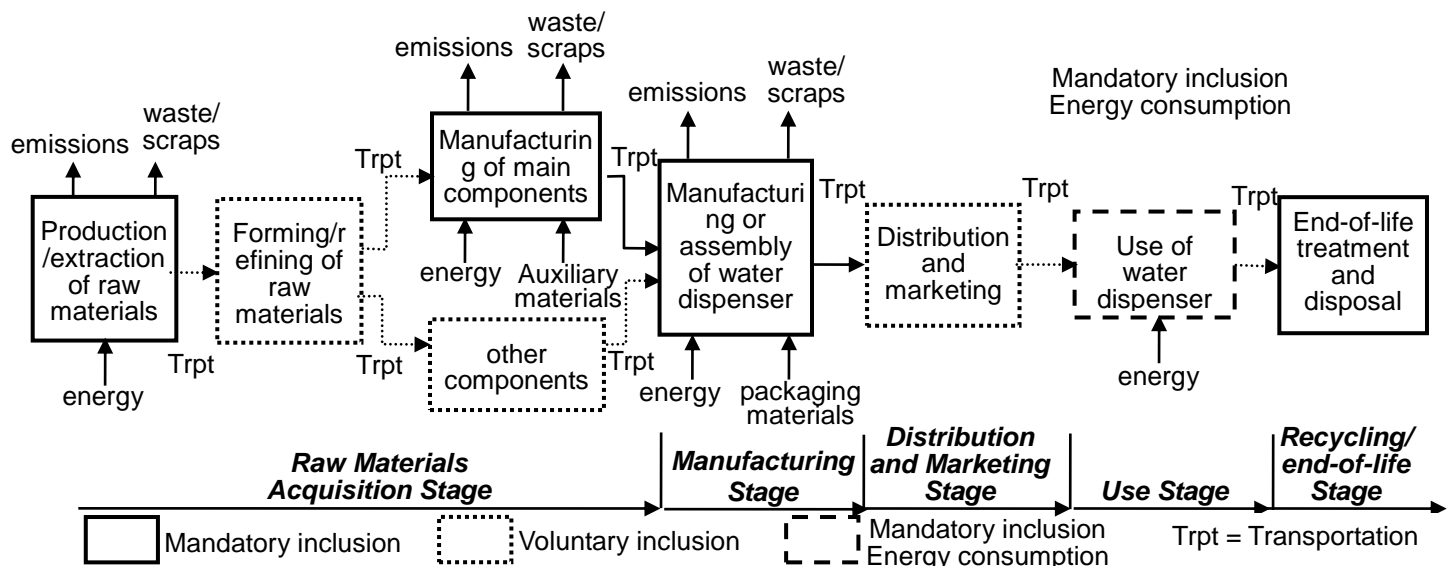 emissions
waste/
scraps
Production
/extraction
of raw
materials
energy
Trpt
Forming/r
efining of
raw
materials
Trpt
Trpt
emissions
waste/
scraps
Manufacturin
g of main
components
energy
Auxiliary
materials
other
components
Trpt
Trpt
emissions
waste/
scraps
Manufacturi
ng or
assembly
of water
dispenser
energy
packaging
materials
Trpt
Distribution
and
marketing
Trpt
Mandatory inclusion
Energy consumption
Use of
water
dispenser
energy
Trpt
End-of-life
treatment
and
disposal
Raw Materials
Acquisition Stage
Manufacturing
Stage
Distribution
and Marketing
Stage
Use Stage
Recycling/
end-of-life
Stage
Mandatory inclusion
Voluntary inclusion
Mandatory inclusion
Energy consumption
Trpt = Transportation